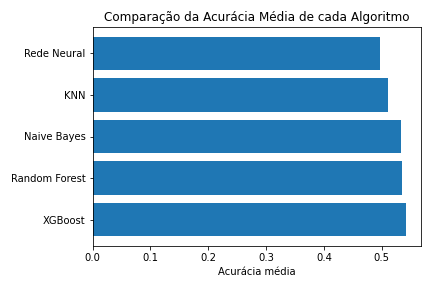 Comparação da Acurácia Média de cada Algoritmo
Rede Neural
KNN
Naive Bayes
Random Forest
XGBoost
0.0 0.1 0.2 0.3 0.4 0.5
Acurácia média